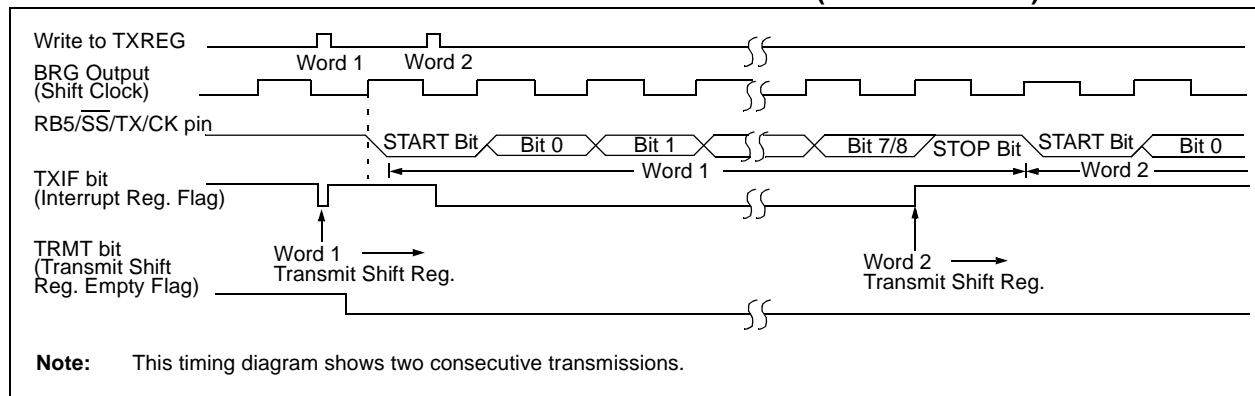 Write to TXREG
Word 1
Word 2
BRG Output
(Shift Clock)
RB5/SS/TX/CK pin
START Bit
Bit 0
Bit 1
Bit 7/8
STOP Bit
START Bit
Bit 0
Word 1
Word 2
TXIF bit
(Interrupt Reg. Flag)
Word 1
Transmit Shift Reg.
Word 2
Transmit Shift Reg.
TRMT bit
(Transmit Shift
Reg. Empty Flag)
Note: This timing diagram shows two consecutive transmissions.